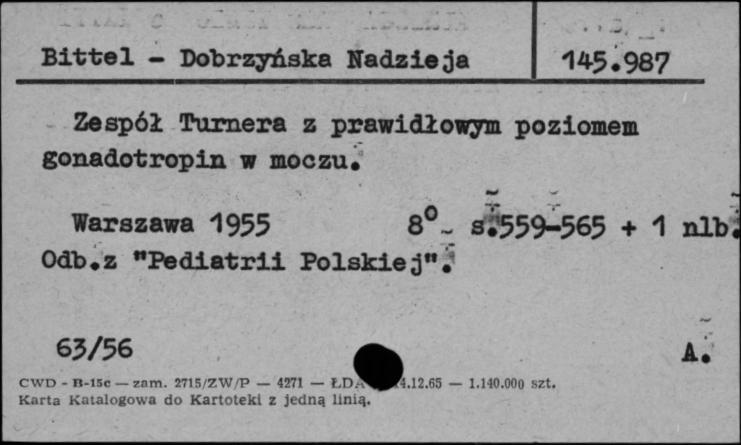 Bittel - Dobrzyńska Nadzieja 145.987
Zespół Turnera z prawidłowym poziomem
gonadotropin w moczu.
Warszawa 1955 8° s.559-565 + 1 nlb.
Odb.z "Pediatrii Polskiej".
63/56 A.
CWD - B-15c — zam. 2715/ZW/P — 4271 — 4.12.65 — 1.140.000 szt.
Karta Katalogowa do Kartoteki z jedną linią.